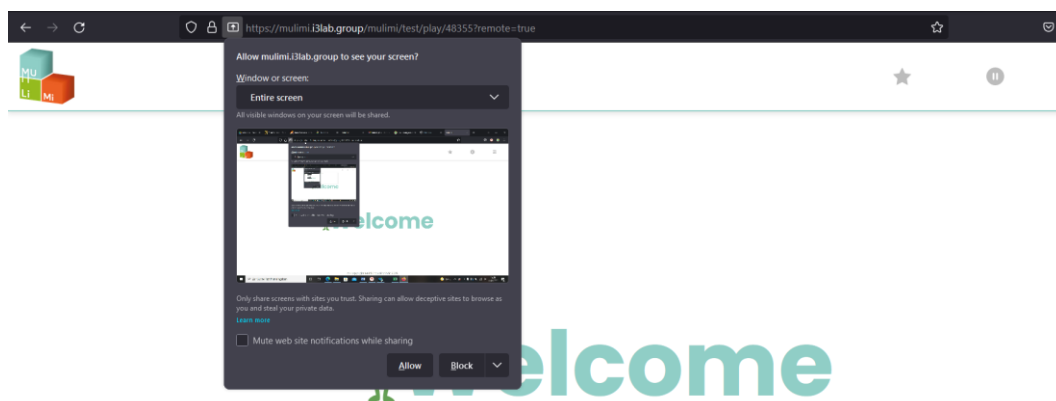 https://mulimi.i3lab.group/mulimi/test/play/48355?remote=true
MU
LI Mi
Allow mulimi.i3lab.group to see your screen?
Window or screen:
Entire screen
All visible windows on your screen will be shared.
elcome
Only share screens with sites you trust. Sharing can allow deceptive sites to browse as
you and steal your private data.
Learn more
Mute web site notifications while sharing
Allow Block
elcome